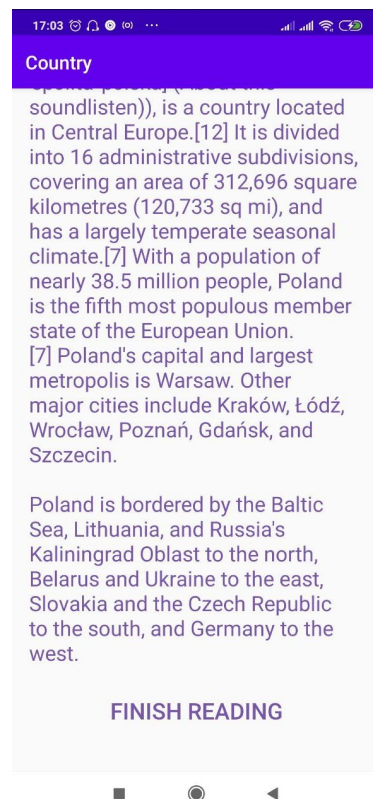 17:03
Country
soundlisten)), is a country located
in Central Europe.[12] It is divided
into 16 administrative subdivisions,
covering an area of 312,696 square
kilometres (120,733 sq mi), and
has a largely temperate seasonal
climate.[7] With a population of
nearly 38.5 million people, Poland
is the fifth most populous member
state of the European Union.
[7] Poland's capital and largest
metropolis is Warsaw. Other
major cities include Kraków, Łódź,
Wrocław, Poznań, Gdańsk, and
Szczecin.
Poland is bordered by the Baltic
Sea, Lithuania, and Russia's
Kaliningrad Oblast to the north,
Belarus and Ukraine to the east,
Slovakia and the Czech Republic
to the south, and Germany to the
west.
FINISH READING